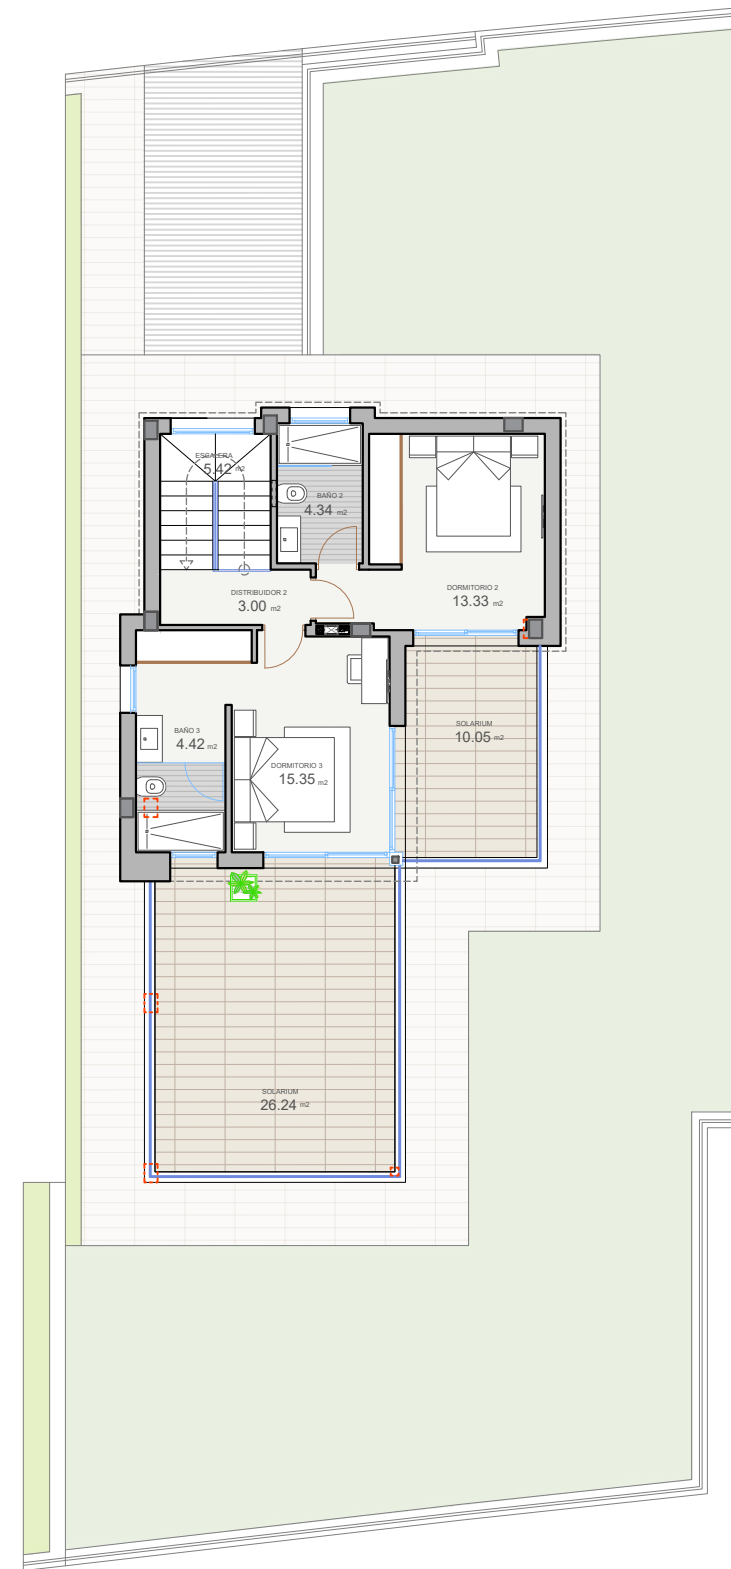 ESCALERA
5.42 m2
BAÑO 2
4.34 m2
DORMITORIO 2
13.33 m2
DISTRIBUIDOR 2
3.00 m2
SOLARIUM
10.05 m2
BAÑO 3
4.42 m2
DORMITORIO 3
15.35 m2
SOLARIUM
26.24 m2